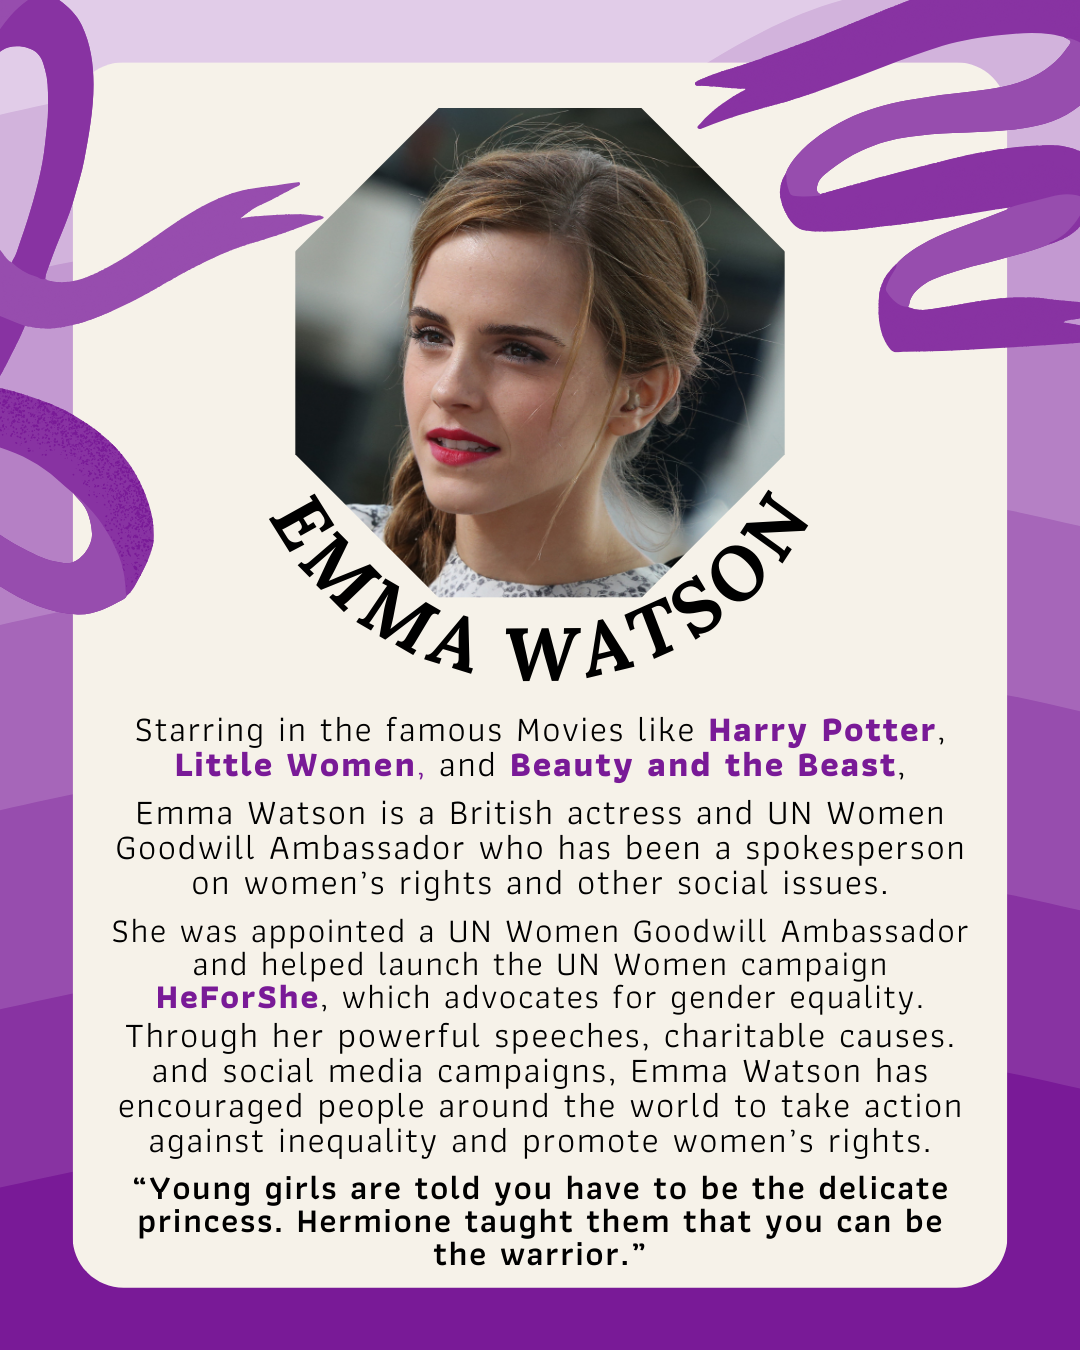 EMMA WATSON
Starring in the famous Movies like Harry Potter,
Little Women, and Beauty and the Beast,
Emma Watson is a British actress and UN Women
Goodwill Ambassador who has been a spokesperson
on women’s rights and other social issues.
She was appointed a UN Women Goodwill Ambassador
and helped launch the UN Women campaign
HeForShe, which advocates for gender equality.
Through her powerful speeches, charitable causes.
and social media campaigns, Emma Watson has
encouraged people around the world to take action
against inequality and promote women’s rights.
“Young girls are told you have to be the delicate
princess. Hermione taught them that you can be
the warrior.”